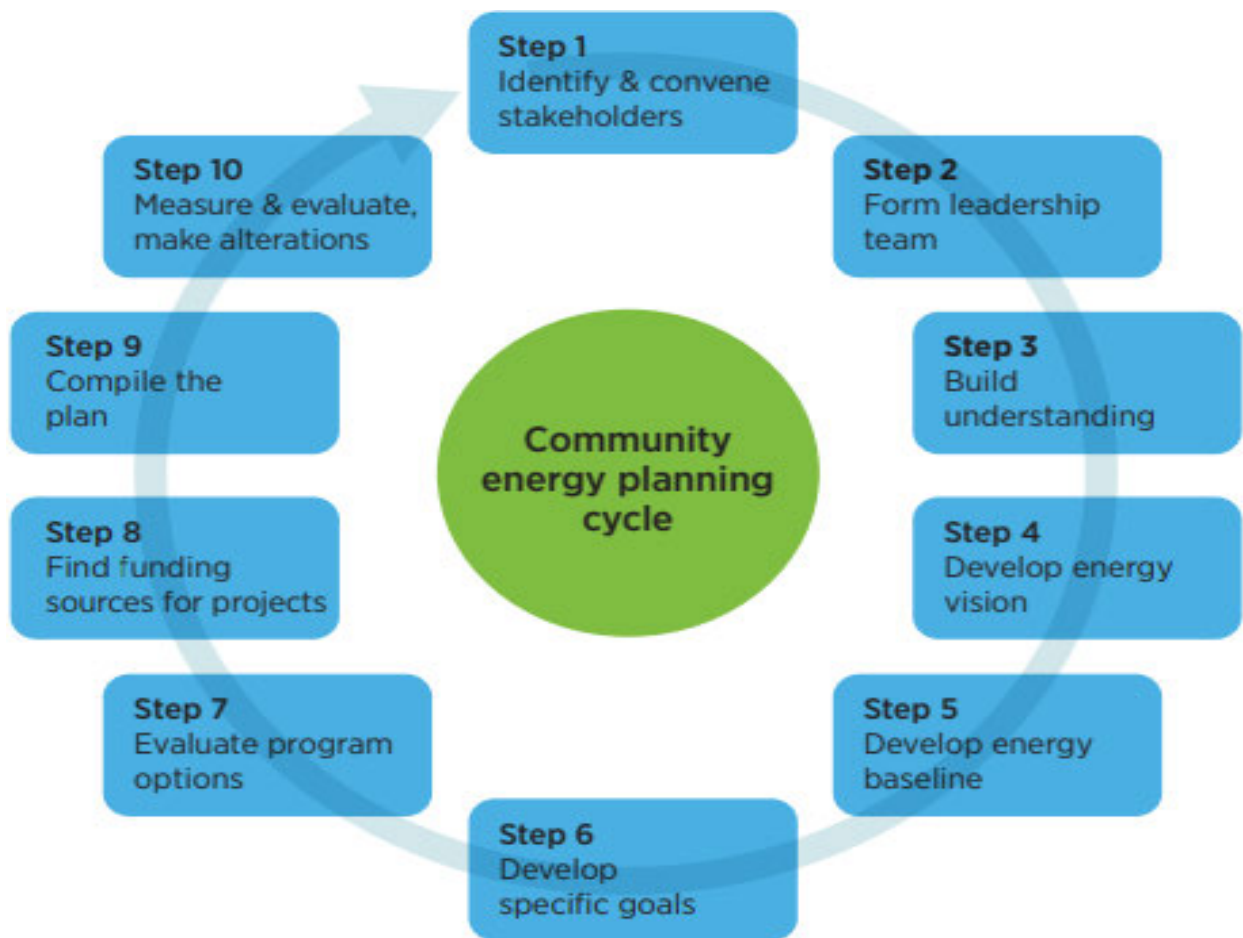 Step 1
Identify & convene
stakeholders
Step 2
Form leadership
team
Step 3
Build
understanding
Step 4
Develop energy
vision
Step 5
Develop energy
baseline
Step 6
Develop
specific goals
Step 7
Evaluate program
options
Step 8
Find funding
sources for projects
Step 9
Compile the
plan
Step 10
Measure & evaluate,
make alterations
Community
energy planning
cycle